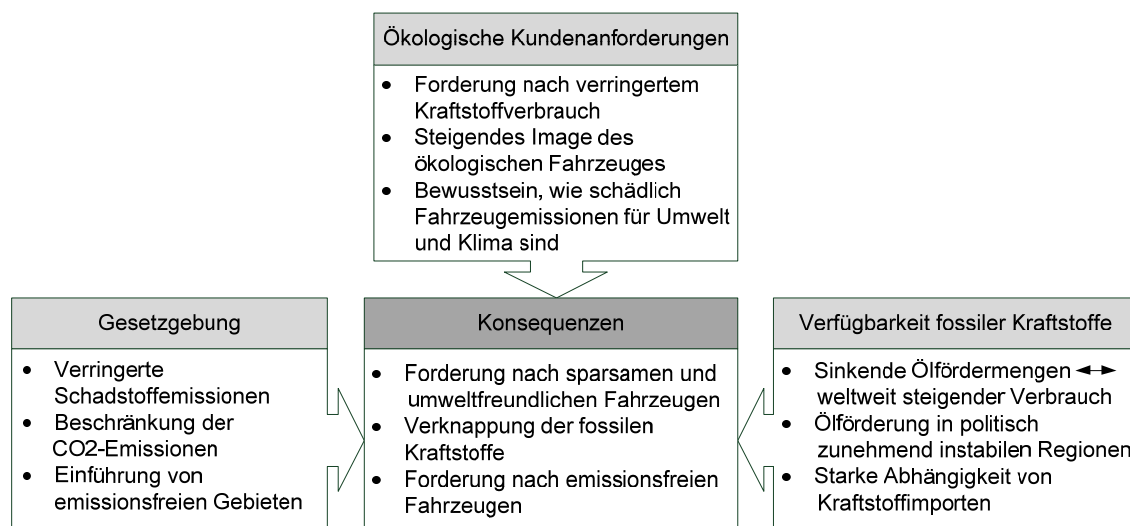 Ökologische Kundenanforderungen
• Forderung nach verringertem
Kraftstoffverbrauch
• Steigendes Image des
ökologischen Fahrzeuges
• Bewusstsein, wie schädlich
Fahrzeugemissionen für Umwelt
und Klima sind
Gesetzgebung
• Verringerte
Schadstoffemissionen
• Beschränkung der
CO2-Emissionen
• Einführung von
emissionsfreien Gebieten
Konsequenzen
• Forderung nach sparsamen und
umweltfreundlichen Fahrzeugen
• Verknappung der fossilen
Kraftstoffe
• Forderung nach emissionsfreien
Fahrzeugen
Verfügbarkeit fossiler Kraftstoffe
• Sinkende Ölfördermengen ↔
weltweit steigender Verbrauch
• Ölförderung in politisch
zunehmend instabilen Regionen
• Starke Abhängigkeit von
Kraftstoffimporten